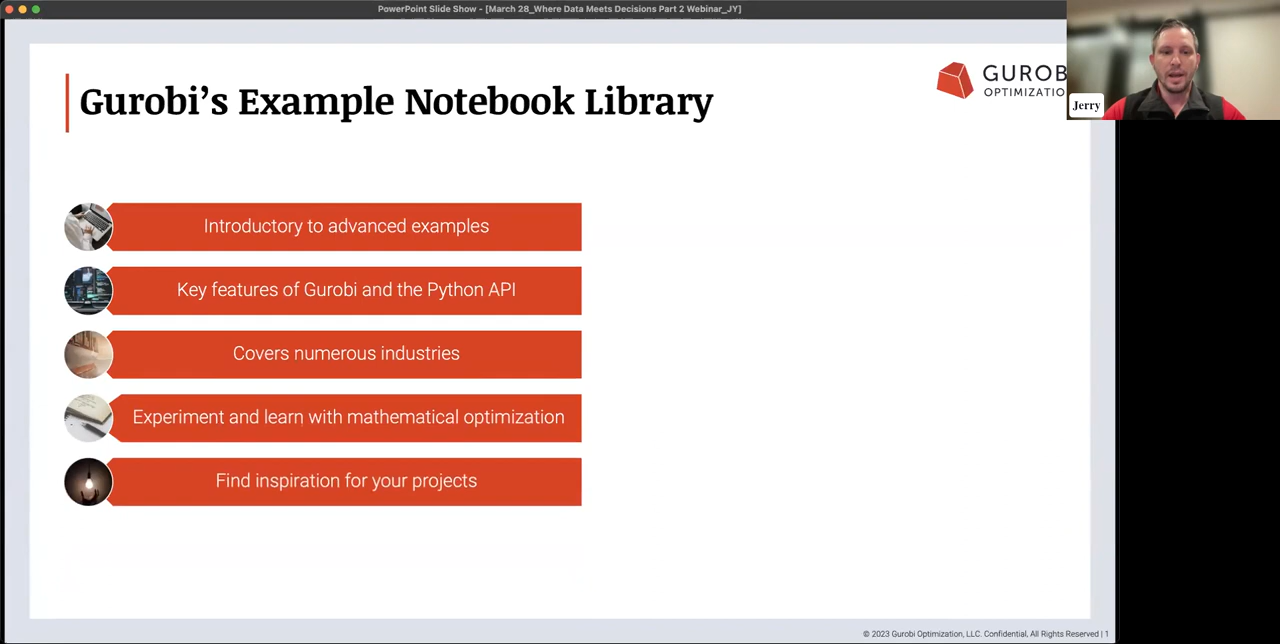 PowerPoint Slide Show - [March 28_Where Data Meets Decisions Part 2 Webinar_JY]
Gurobi's Example Notebook Library
GUROB
OPTIMIZATIO
Jerry
Introductory to advanced examples
Key features of Gurobi and the Python API
Covers numerous industries
Experiment and learn with mathematical optimization
Find inspiration for your projects
© 2023 Gurobi Optimization, LLC. Confidential, All Rights Reserved | 1